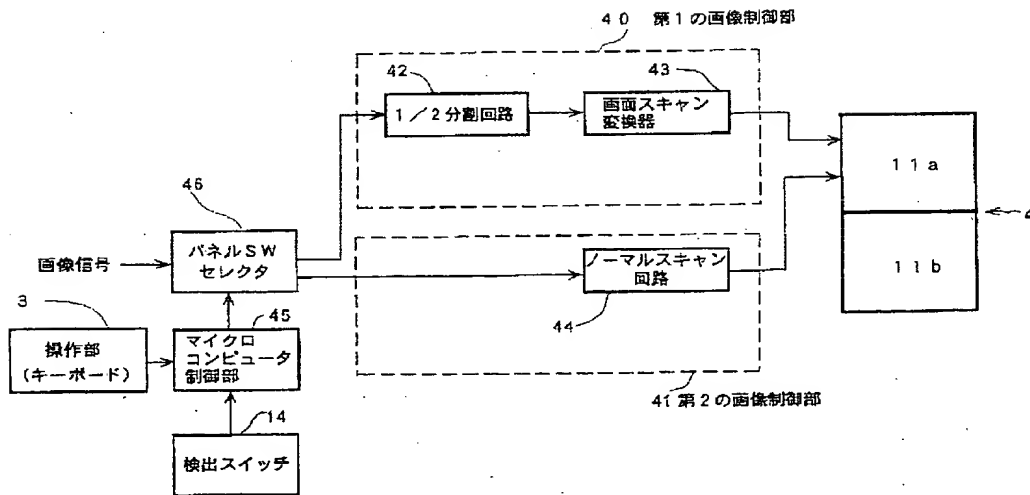 40 第1の画像制御部
42
1/2分割回路
43
画面スキャン
変換器
11a
11b
46
パネルSW
セレクタ
画像信号
ノーマルスキャン
回路
44
3
操作部
(キーボード)
45
マイクロ
コンピュータ
制御部
41 第2の画像制御部
14
検出スイッチ